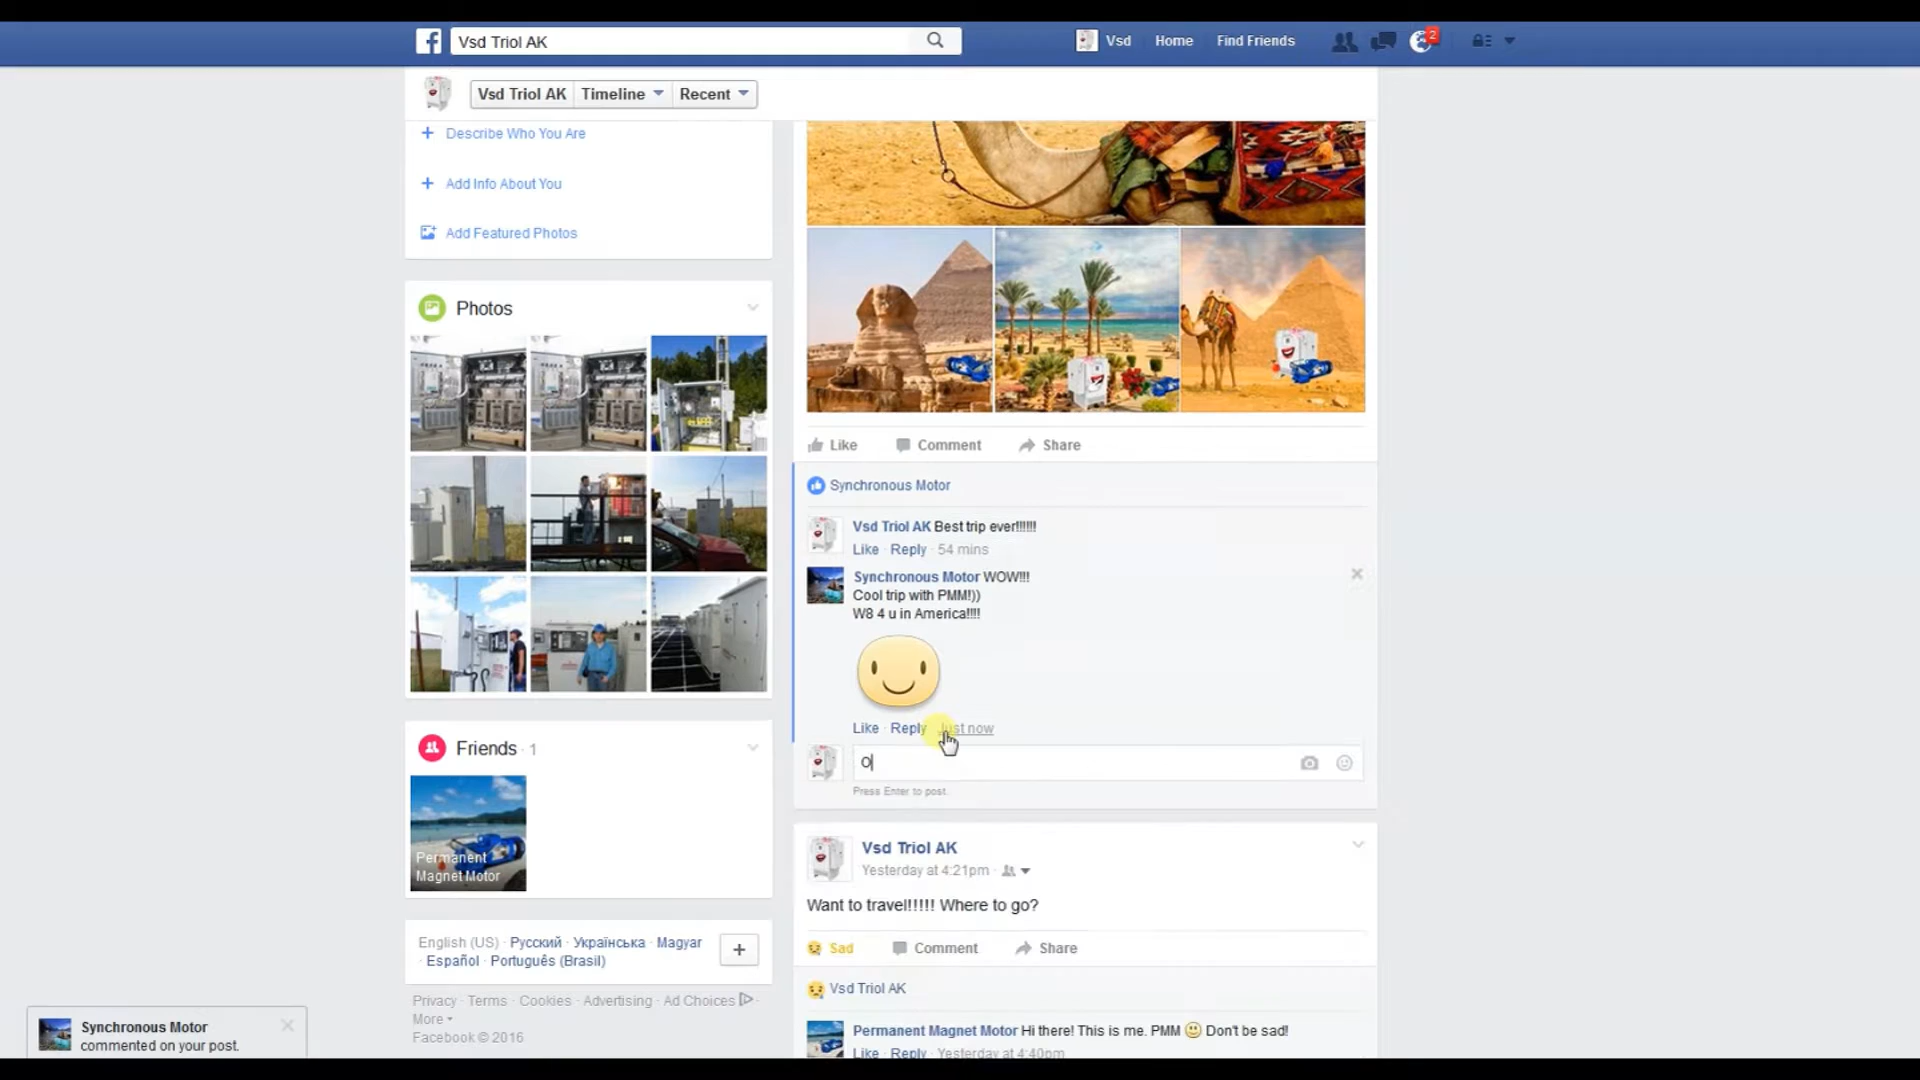 Vsd Triol AK
Vsd
Home
Find Friends
2
Vsd Triol AK
Timeline
Recent
Describe Who You Are
Add Info About You
Add Featured Photos
Photos
Friends · 1
Permanent
Magnet Motor
English (US) · Русский · Українська · Magyar
· Español · Português (Brasil)
Privacy · Terms · Cookies · Advertising · Ad Choices ·
More
Facebook © 2016
Synchronous Motor
commented on your post.
Like
Comment
Share
Synchronous Motor
Vsd Triol AK Best trip ever!!!!!!
Like · Reply · 54 mins
Synchronous Motor WOW!!!
Cool trip with PMM!))
W8 4 u in America!!!!
Like · Reply · Just now
O
Press Enter to post.
Vsd Triol AK
Yesterday at 4:21pm ·
Want to travel!!!!! Where to go?
Sad
Comment
Share
Vsd Triol AK
Permanent Magnet Motor Hi there! This is me. PMM 🙂 Don't be sad!
Like · Reply · Yesterday at 4:40pm